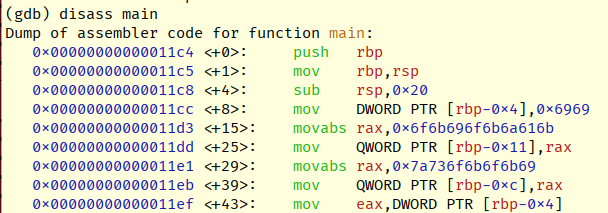 (gdb) disass main
Dump of assembler code for function main:
   0x00000000000011c4 <+0>:     push   rbp
   0x00000000000011c5 <+1>:     mov    rbp,rsp
   0x00000000000011c8 <+4>:     sub    rsp,0x20
   0x00000000000011cc <+8>:     mov    DWORD PTR [rbp-0x4],0x6969
   0x00000000000011d3 <+15>:    movabs rax,0x6f6b696f6b6a616b
   0x00000000000011dd <+25>:    mov    QWORD PTR [rbp-0x11],rax
   0x00000000000011e1 <+29>:    movabs rax,0x7a736f6b6f6b69
   0x00000000000011eb <+39>:    mov    QWORD PTR [rbp-0xc],rax
   0x00000000000011ef <+43>:    mov    eax,DWORD PTR [rbp-0x4]